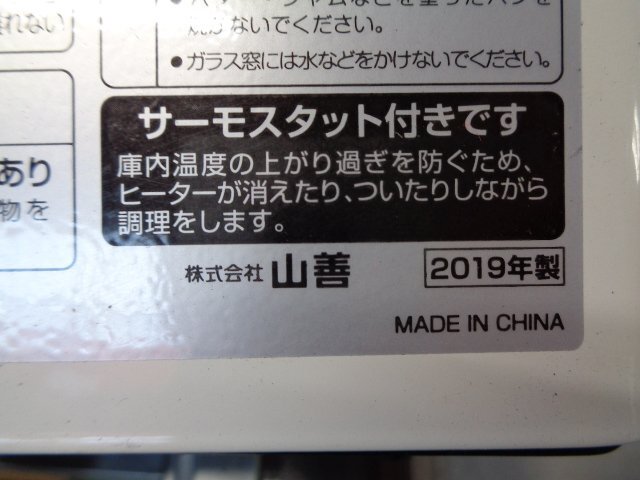 焼かないでください。
•ガラス窓には水などをかけないでください。
サーモスタット付きです
庫内温度の上がり過ぎを防ぐため、
ヒーターが消えたり、ついたりしながら
調理をします。
あり
物を
株式会社 山善
2019年製
MADE IN CHINA